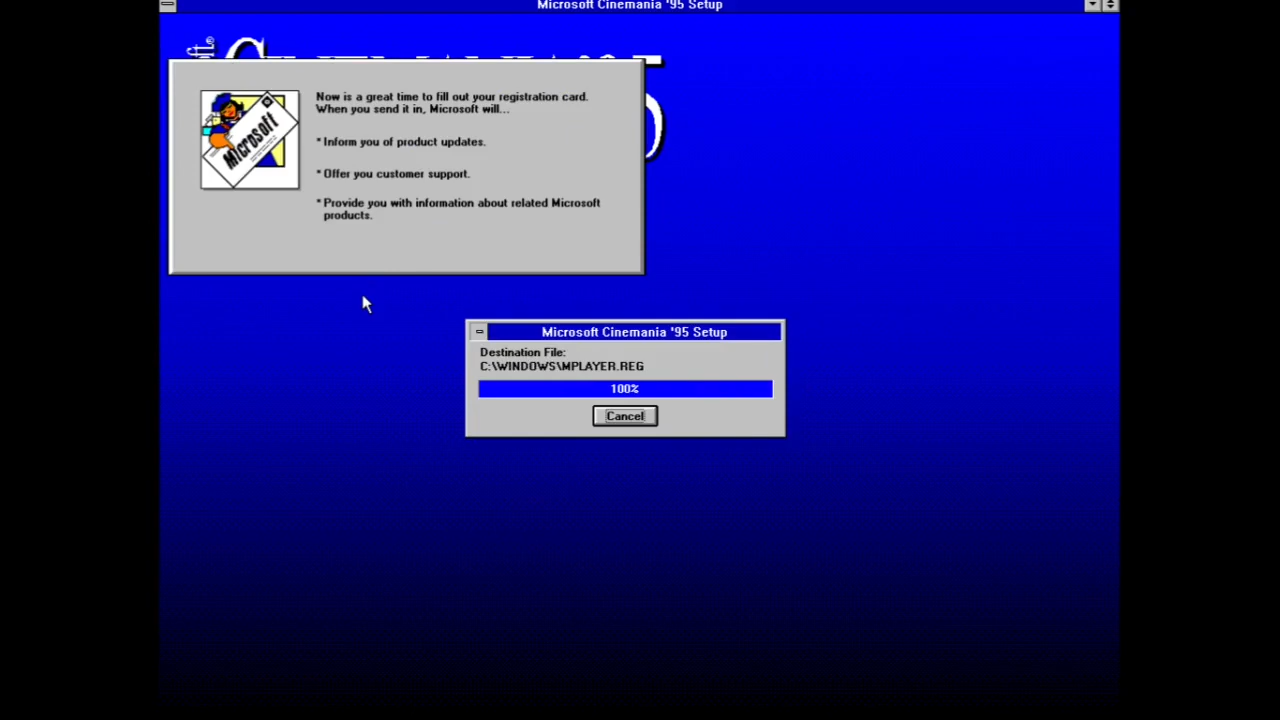 Microsoft Cinemania '95 Setup
Now is a great time to fill out your registration card.
When you send it in, Microsoft will...
Microsoft
* Inform you of product updates.
* Offer you customer support.
* Provide you with information about related Microsoft
products.
Microsoft Cinemania '95 Setup
Destination File:
C:\WINDOWS\MPLAYER.REG
100%
Cancel